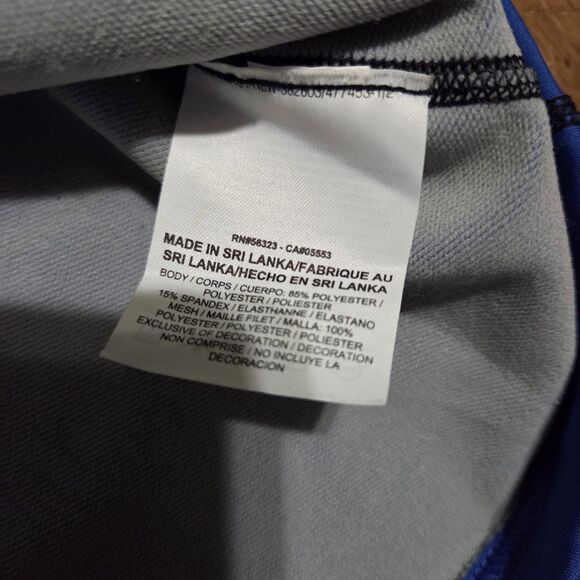 RN#56323 - CA#05553
MADE IN SRI LANKA/FABRIQUE AU
SRI LANKA/HECHO EN SRI LANKA
BODY / CORPS / CUERPO: 85% POLYESTER /
POLYESTER / POLIESTER
15% SPANDEX / ELASTHANNE / ELASTANO
MESH / MAILLE FILET / MALLA: 100%
POLYESTER / POLYESTER / POLIESTER
EXCLUSIVE OF DECORATION / DECORATION
NON COMPRISE / NO INCLUYE LA
DECORACION